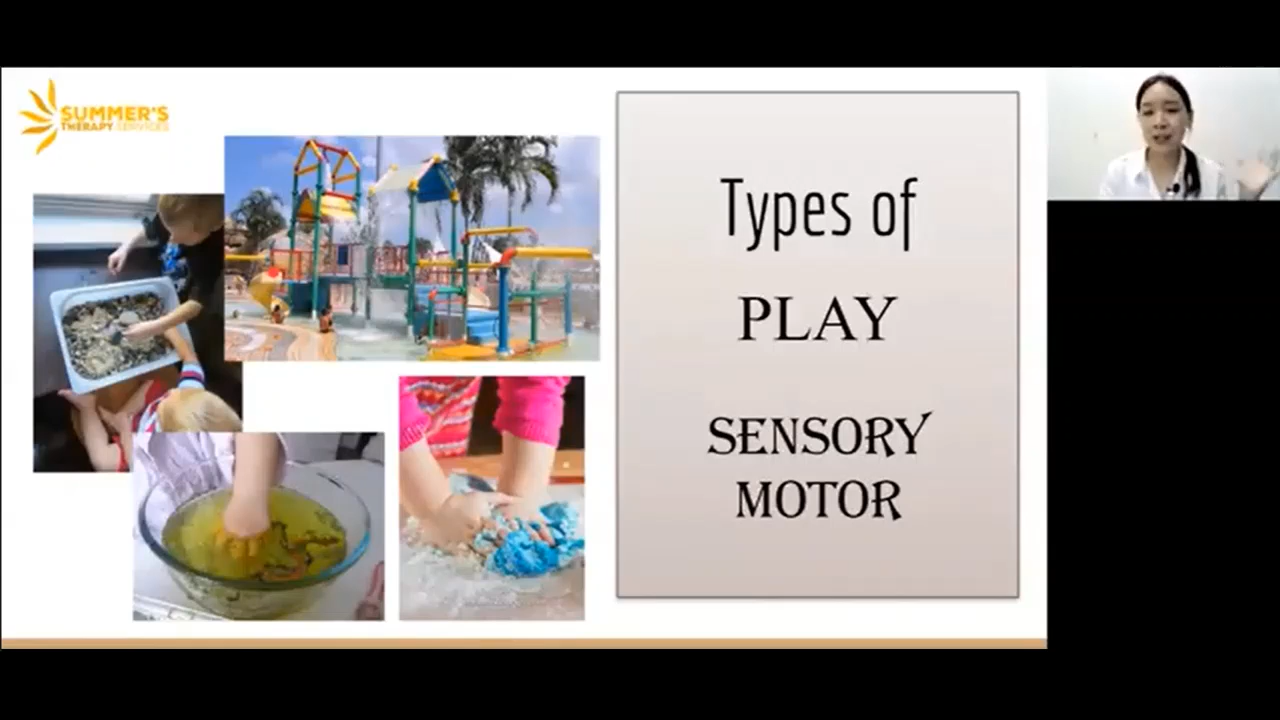 SUMMER'S
THERAPY SERVICES
Types of
PLAY
SENSORY
MOTOR